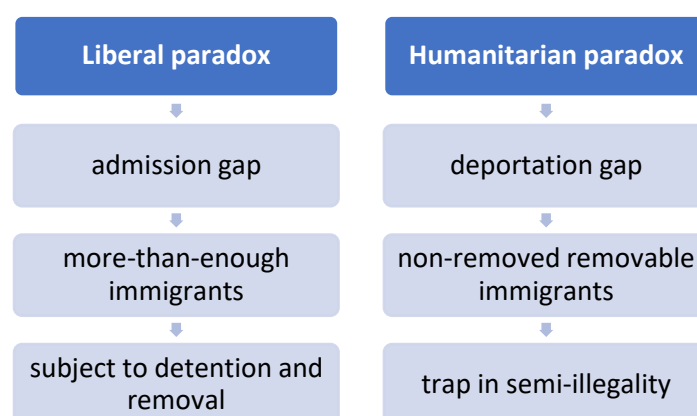 Liberal paradox
admission gap
more-than-enough
immigrants
subject to detention and
removal
Humanitarian paradox
deportation gap
non-removed removable
immigrants
trap in semi-illegality